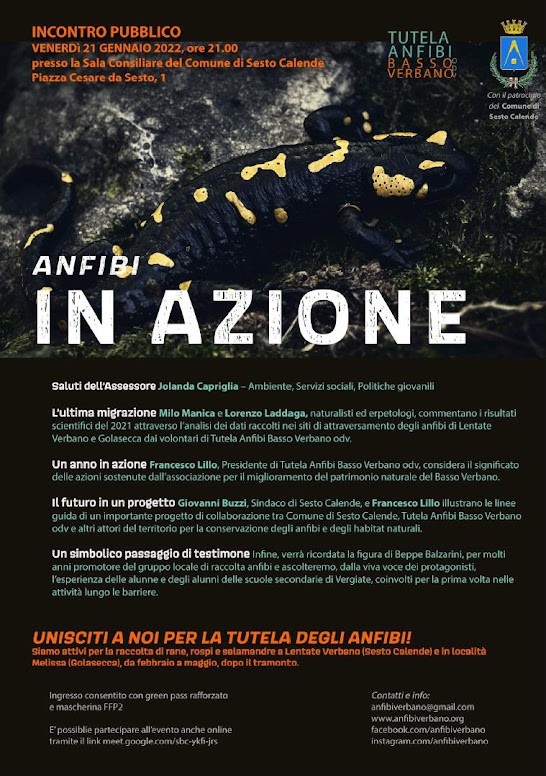 INCONTRO PUBBLICO
VENERDì 21 GENNAIO 2022, ore 21.00
presso la Sala Consiliare del Comune di Sesto Calende
Piazza Cesare da Sesto, 1
TUTELA
ANFIBI
BASSO
VERBANO
Con il patrocinio
del Comune di
Sesto Calende
ANFIBI
IN AZIONE
Saluti dell'Assessore Jolanda Capriglia – Ambiente, Servizi sociali, Politiche giovanili
L'ultima migrazione Milo Manica e Lorenzo Laddaga, naturalisti ed erpetologi, commentano i risultati
scientifici del 2021 attraverso l'analisi dei dati raccolti nei siti di attraversamento degli anfibi di Lentate
Verbano e Golasecca dai volontari di Tutela Anfibi Basso Verbano odv.
Un anno in azione Francesco Lillo, Presidente di Tutela Anfibi Basso Verbano odv, considera il significato
delle azioni sostenute dall'associazione per il miglioramento del patrimonio naturale del Basso Verbano.
Il futuro in un progetto Giovanni Buzzi, Sindaco di Sesto Calende, e Francesco Lillo illustrano le linee
guida di un importante progetto di collaborazione tra Comune di Sesto Calende, Tutela Anfibi Basso Verbano
odv e altri attori del territorio per la conservazione degli anfibi e degli habitat naturali.
Un simbolico passaggio di testimone Infine, verrà ricordata la figura di Beppe Balzarini, per molti
anni promotore del gruppo locale di raccolta anfibi e ascolteremo, dalla viva voce dei protagonisti,
l'esperienza delle alunne e degli alunni delle scuole secondarie di Vergiate, coinvolti per la prima volta nelle
attività lungo le barriere.
UNISCITI A NOI PER LA TUTELA DEGLI ANFIBI!
Siamo attivi per la raccolta di rane, rospi e salamandre a Lentate Verbano (Sesto Calende) e in località
Melissa (Golasecca), da febbraio a maggio, dopo il tramonto.
Ingresso consentito con green pass rafforzato
e mascherina FFP2
E' possiblie partecipare all'evento anche online
tramite il link meet.google.com/sbc-ykfi-jrs
Contatti e info:
anfibiverbano@gmail.com
www.anfibiverbano.org
facebook.com/anfibiverbano
instagram.com/anfibiverbano